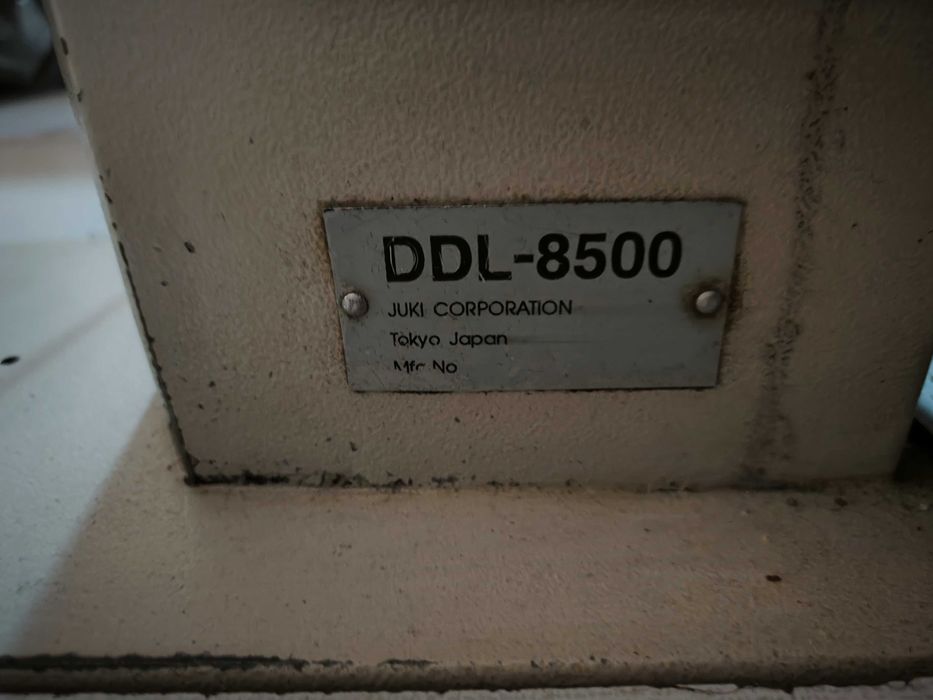 DDL-8500
JUKI CORPORATION
Tokyo Japan
Mfg No